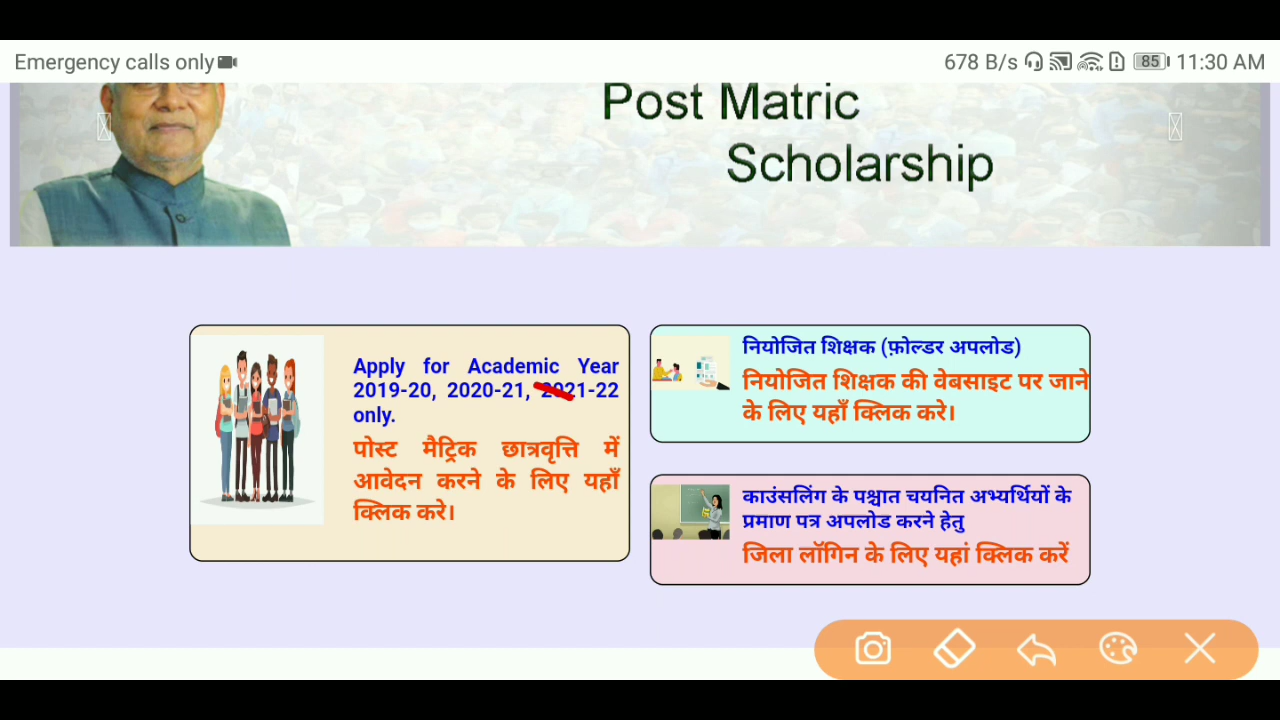 Emergency calls only
678 B/s 85 11:30 AM
Post Matric
Scholarship
Apply for Academic Year
2019-20, 2020-21, 2021-22
only.
पोस्ट मैट्रिक छात्रवृत्ति में
आवेदन करने के लिए यहाँ
क्लिक करे।
नियोजित शिक्षक (फ़ोल्डर अपलोड)
नियोजित शिक्षक की वेबसाइट पर जाने
के लिए यहाँ क्लिक करे।
काउंसलिंग के पश्चात चयनित अभ्यर्थियों के
प्रमाण पत्र अपलोड करने हेतु
जिला लॉगिन के लिए यहां क्लिक करें